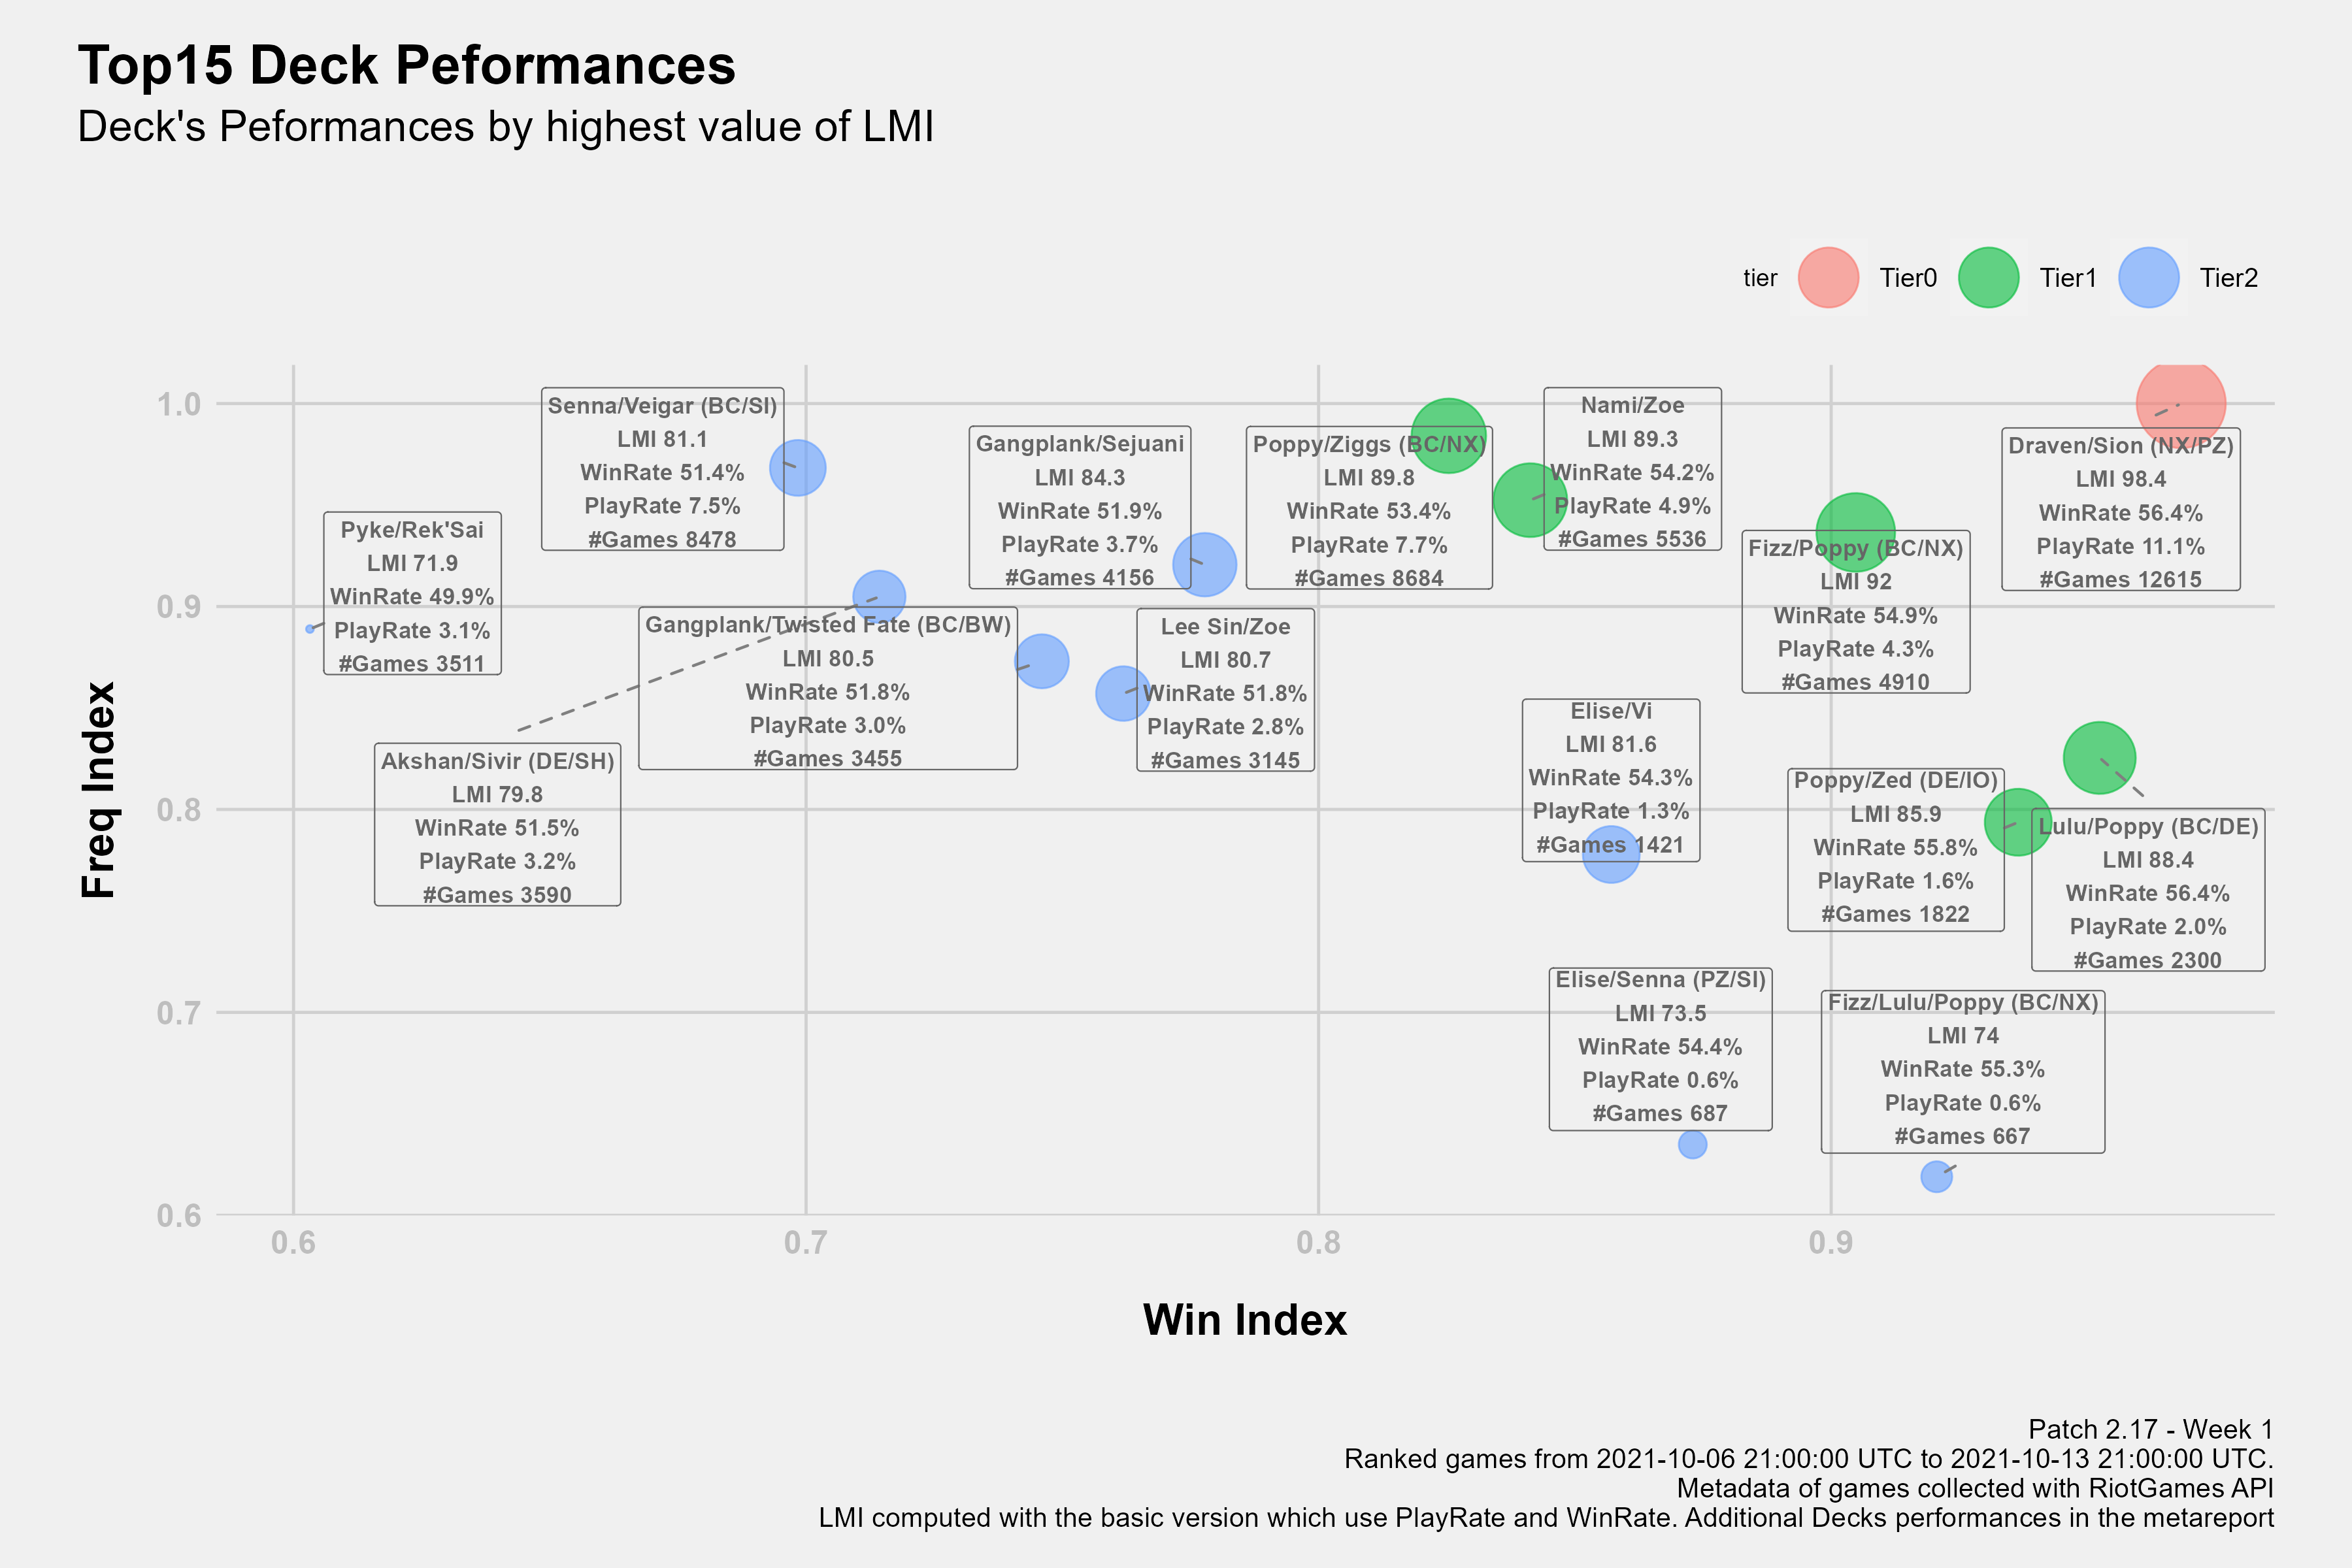 Top15 Deck Peformances
Deck's Peformances by highest value of LMI
tier
Tier0
Tier1
Tier2
Freq Index
1.0
0.9
0.8
0.7
0.6
Senna/Veigar (BC/SI)
LMI 81.1
WinRate 51.4%
PlayRate 7.5%
#Games 8478
Pyke/Rek'Sai
LMI 71.9
WinRate 49.9%
PlayRate 3.1%
#Games 3511
Gangplank/Sejuani
LMI 84.3
WinRate 51.9%
PlayRate 3.7%
#Games 4156
Poppy/Ziggs (BC/NX)
LMI 89.8
WinRate 53.4%
PlayRate 7.7%
#Games 8684
Nami/Zoe
LMI 89.3
WinRate 54.2%
PlayRate 4.9%
#Games 5536
Draven/Sion (NX/PZ)
LMI 98.4
WinRate 56.4%
PlayRate 11.1%
#Games 12615
Fizz/Poppy (BC/NX)
LMI 92
WinRate 54.9%
PlayRate 4.3%
#Games 4910
Gangplank/Twisted Fate (BC/BW)
LMI 80.5
WinRate 51.8%
PlayRate 3.0%
#Games 3455
Lee Sin/Zoe
LMI 80.7
WinRate 51.8%
PlayRate 2.8%
#Games 3145
Akshan/Sivir (DE/SH)
LMI 79.8
WinRate 51.5%
PlayRate 3.2%
#Games 3590
Elise/Vi
LMI 81.6
WinRate 54.3%
PlayRate 1.3%
#Games 1421
Poppy/Zed (DE/IO)
LMI 85.9
WinRate 55.8%
PlayRate 1.6%
#Games 1822
Lulu/Poppy (BC/DE)
LMI 88.4
WinRate 56.4%
PlayRate 2.0%
#Games 2300
Elise/Senna (PZ/SI)
LMI 73.5
WinRate 54.4%
PlayRate 0.6%
#Games 687
Fizz/Lulu/Poppy (BC/NX)
LMI 74
WinRate 55.3%
PlayRate 0.6%
#Games 667
0.6
0.7
0.8
0.9
Win Index
Patch 2.17 - Week 1
Ranked games from 2021-10-06 21:00:00 UTC to 2021-10-13 21:00:00 UTC.
Metadata of games collected with RiotGames API
LMI computed with the basic version which use PlayRate and WinRate. Additional Decks performances in the metareport